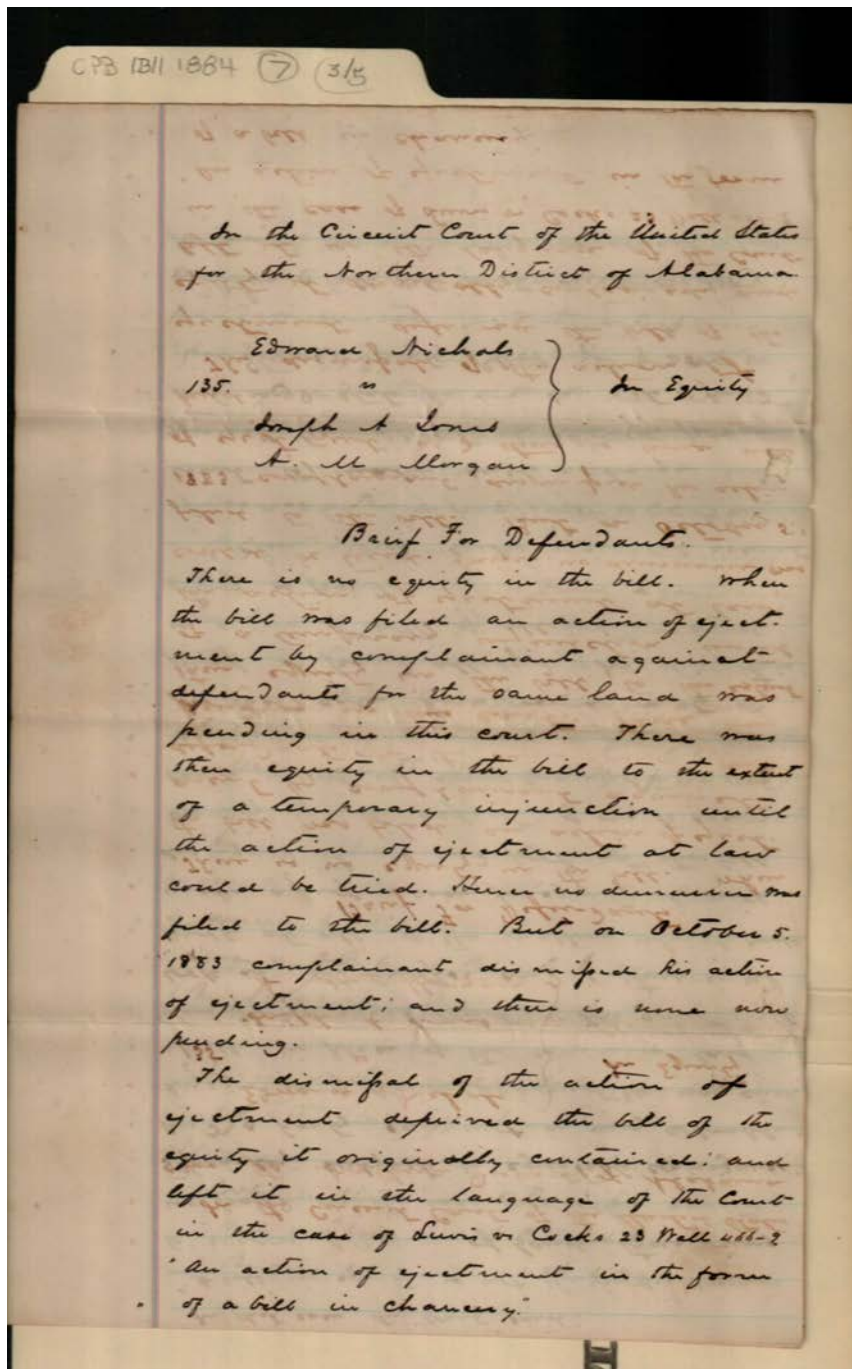 CPB IB11 1884 7 3/5
In the Circuit Court of the United States
for the Northern District of Alabama.
Edward Nichols
135. vs
Joseph A Jones
A. M Morgan
In Equity
Brief For Defendants.
There is no equity in the bill. When
the bill was filed an action of eject-
ment by complainant against
defendants for the same land was
pending in this court. There was
then equity in the bill to the extent
of a temporary injunction until
the action of ejectment at law
could be tried. Hence no demurrer was
filed to the bill. But on October 5.
1883 complainant dismissed his action
of ejectment; and there is none now
pending.
The dismissal of the action of
ejectment deprived the bill of the
equity it originally contained; and
left it in the language of the Court
in the case of Lewis vs Cocks 23 Wall
"An action of ejectment in the form
of a bill in chancery."